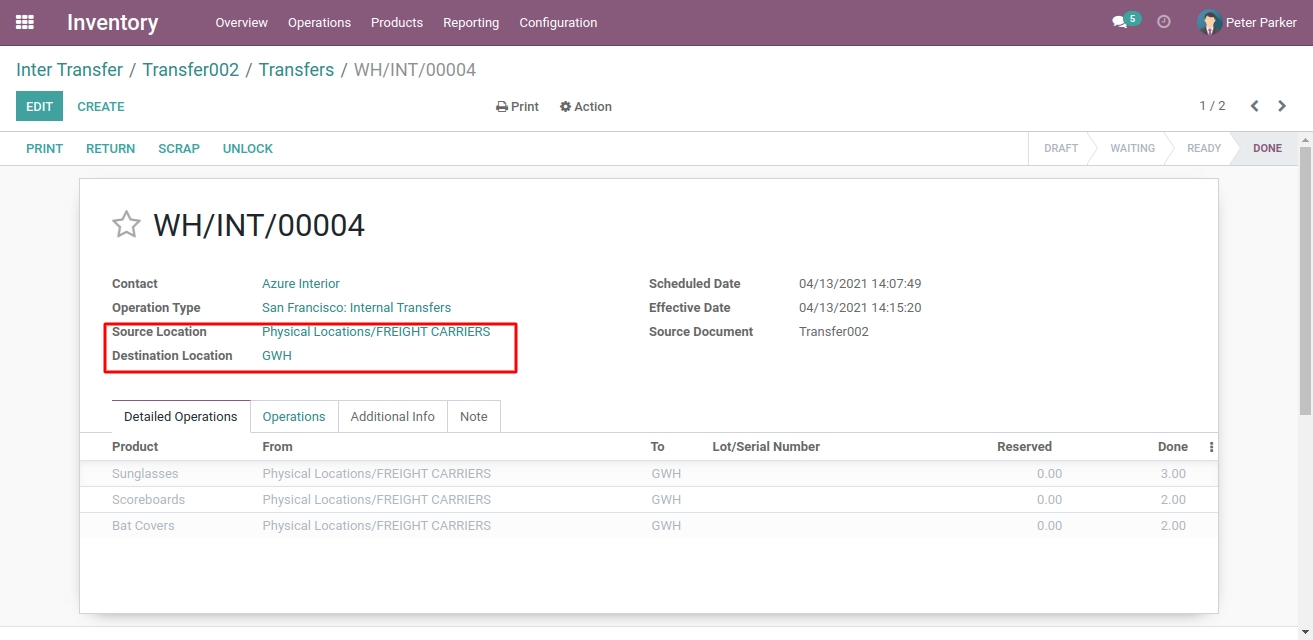 Inventory Overview Operations Products Reporting Configuration 5 Peter Parker
Inter Transfer / Transfer002 / Transfers / WH/INT/00004
EDIT CREATE Print Action 1 / 2
PRINT RETURN SCRAP UNLOCK DRAFT WAITING READY DONE
WH/INT/00004
Contact Azure Interior Scheduled Date 04/13/2021 14:07:49
Operation Type San Francisco: Internal Transfers Effective Date 04/13/2021 14:15:20
Source Location Physical Locations/FREIGHT CARRIERS Source Document Transfer002
Destination Location GWH
Detailed Operations Operations Additional Info Note
Product From To Lot/Serial Number Reserved Done
Sunglasses Physical Locations/FREIGHT CARRIERS GWH 0.00 3.00
Scoreboards Physical Locations/FREIGHT CARRIERS GWH 0.00 2.00
Bat Covers Physical Locations/FREIGHT CARRIERS GWH 0.00 2.00